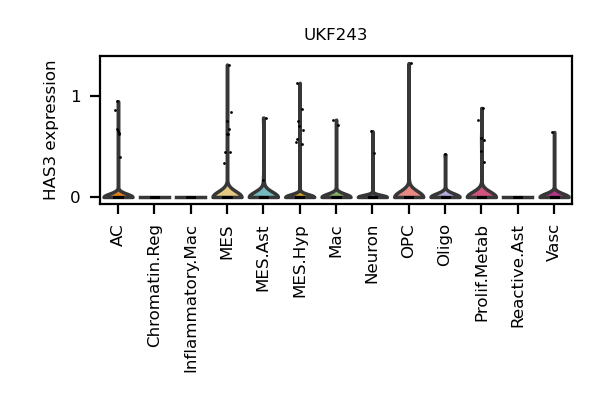 UKF243
HAS3 expression
1
0
AC
Chromatin.Reg
Inflammatory.Mac
MES
MES.Ast
MES.Hyp
Mac
Neuron
OPC
Oligo
Prolif.Metab
Reactive.Ast
Vasc